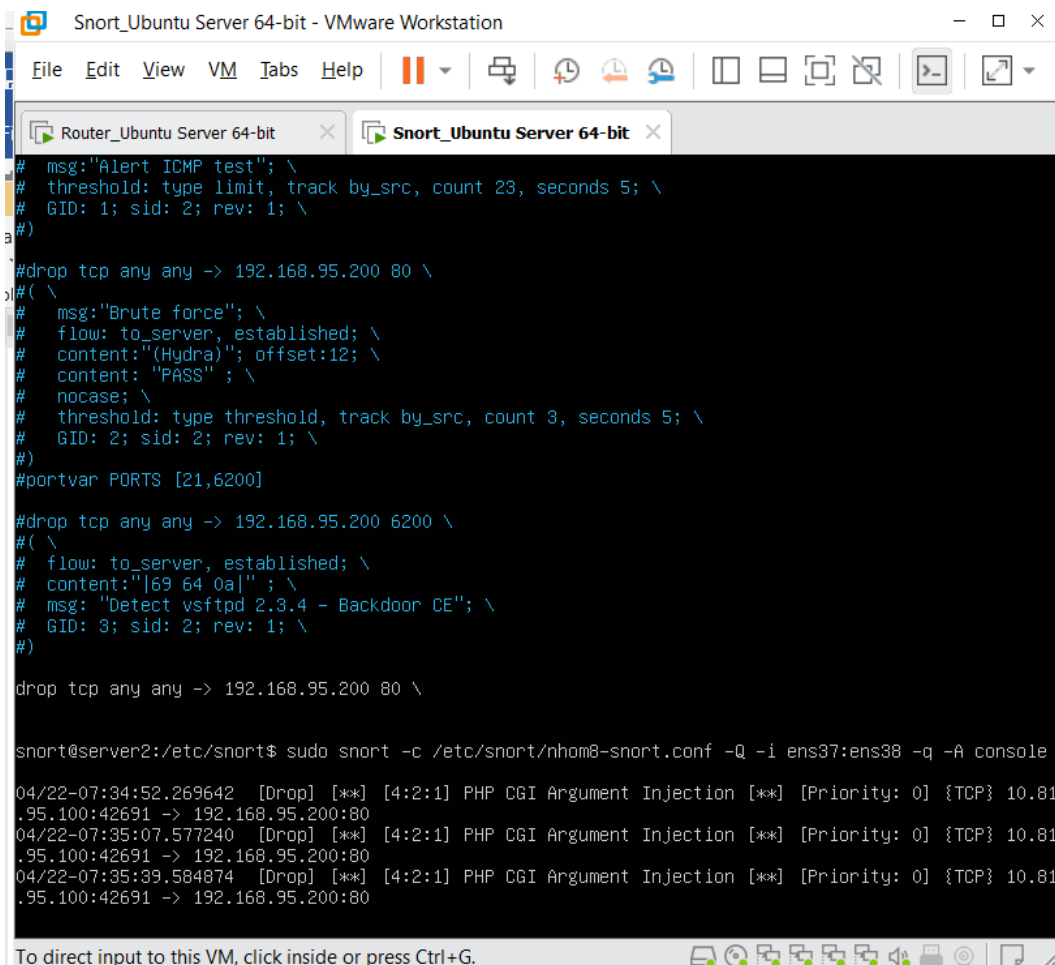 Snort_Ubuntu Server 64-bit - VMware Workstation
File Edit View VM Tabs Help
Router_Ubuntu Server 64-bit
Snort_Ubuntu Server 64-bit
#  msg:"Alert ICMP test"; \
#  threshold: type limit, track by_src, count 23, seconds 5; \
#  GID: 1; sid: 2; rev: 1; \
#)
#drop tcp any any -> 192.168.95.200 80 \
#( \
#   msg:"Brute force"; \
#   flow: to_server, established; \
#   content:"(Hydra)"; offset:12; \
#   content: "PASS" ; \
#   nocase; \
#   threshold: type threshold, track by_src, count 3, seconds 5; \
#   GID: 2; sid: 2; rev: 1; \
#)
#portvar PORTS [21,6200]
#drop tcp any any -> 192.168.95.200 6200 \
#( \
#  flow: to_server, established; \
#  content:"|69 64 0a|" ; \
#  msg: "Detect vsftpd 2.3.4 - Backdoor CE"; \
#  GID: 3; sid: 2; rev: 1; \
#)
drop tcp any any -> 192.168.95.200 80 \
snort@server2:/etc/snort$ sudo snort -c /etc/snort/nhom8-snort.conf -Q -i ens37:ens38 -q -A console
04/22-07:34:52.269642  [Drop] [**] [4:2:1] PHP CGI Argument Injection [**] [Priority: 0] {TCP} 10.81
.95.100:42691 -> 192.168.95.200:80
04/22-07:35:07.577240  [Drop] [**] [4:2:1] PHP CGI Argument Injection [**] [Priority: 0] {TCP} 10.81
.95.100:42691 -> 192.168.95.200:80
04/22-07:35:39.584874  [Drop] [**] [4:2:1] PHP CGI Argument Injection [**] [Priority: 0] {TCP} 10.81
.95.100:42691 -> 192.168.95.200:80
To direct input to this VM, click inside or press Ctrl+G.